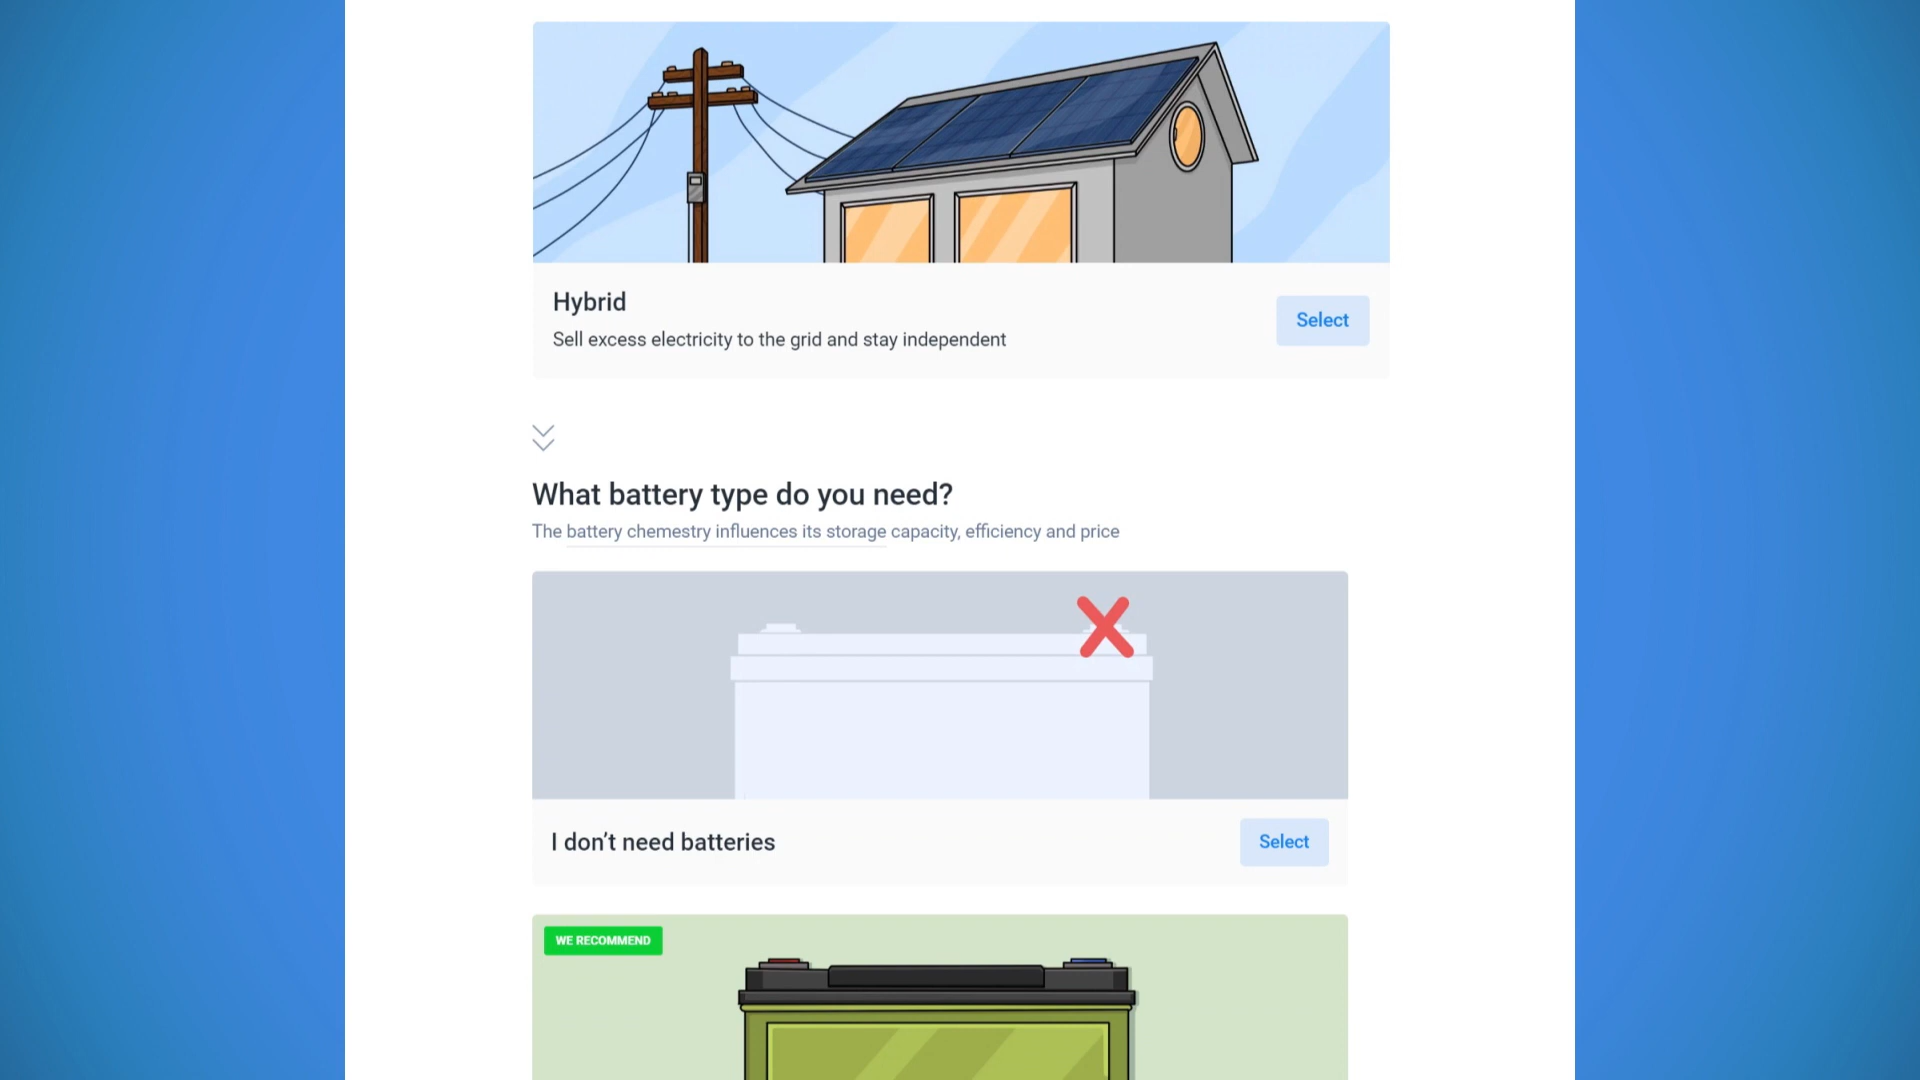 Hybrid
Sell excess electricity to the grid and stay independent
Select
What battery type do you need?
The battery chemestry influences its storage capacity, efficiency and price
I don’t need batteries
Select
WE RECOMMEND